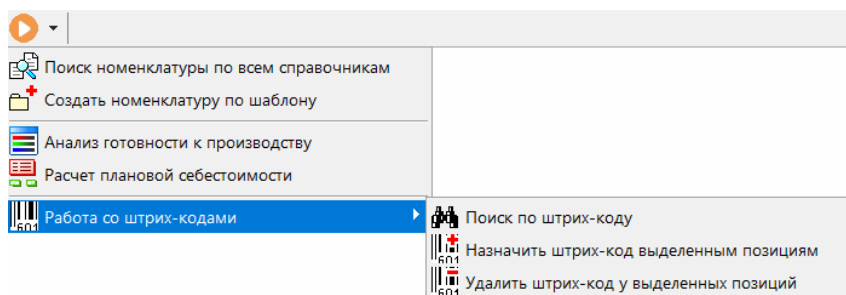 Поиск номенклатуры по всем справочникам
Создать номенклатуру по шаблону
Анализ готовности к производству
Расчет плановой себестоимости
Работа со штрих-кодами
Поиск по штрих-коду
Назначить штрих-код выделенным позициям
Удалить штрих-код у выделенных позиций